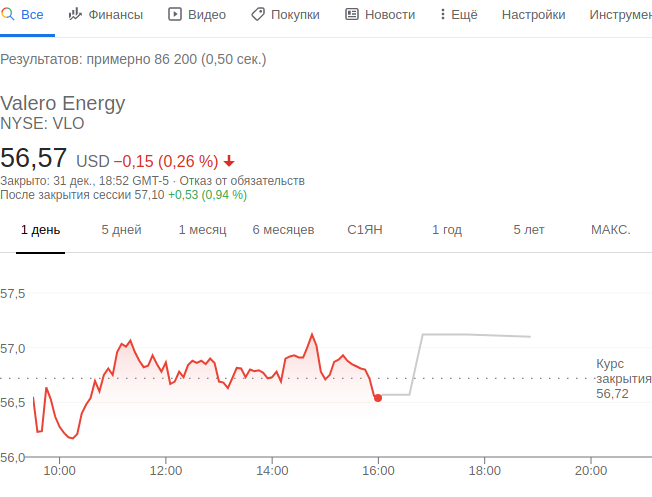 Все Финансы Видео Покупки Новости Ещё Настройки Инструмен
Результатов: примерно 86 200 (0,50 сек.)
Valero Energy
NYSE: VLO
56,57 USD −0,15 (0,26 %)
Закрыто: 31 дек., 18:52 GMT-5 · Отказ от обязательств
После закрытия сессии 57,10 +0,53 (0,94 %)
1 день 5 дней 1 месяц 6 месяцев С1ЯН 1 год 5 лет МАКС.
57,5
57,0
Курс
закрытия
56,72
56,5
56,0
10:00 12:00 14:00 16:00 18:00 20:00